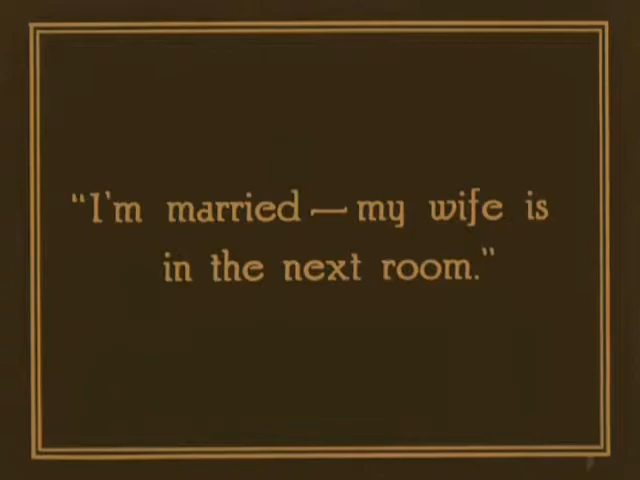 "I'm married — my wife is
in the next room."